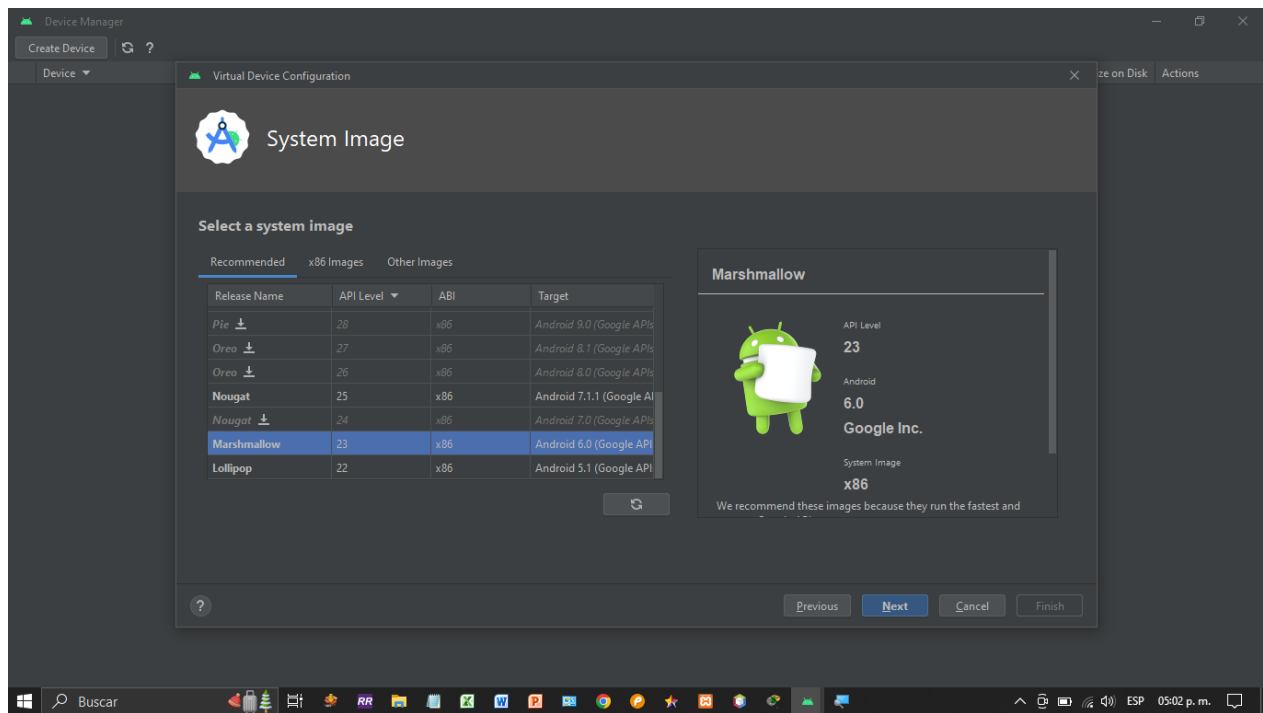 Device Manager
Create Device ?
Device ze on Disk Actions
Virtual Device Configuration
System Image
Select a system image
Recommended x86 Images Other Images
Release Name API Level ABI Target
Pie 28 x86 Android 9.0 (Google APIs
Oreo 27 x86 Android 8.1 (Google APIs
Oreo 26 x86 Android 8.0 (Google APIs
Nougat 25 x86 Android 7.1.1 (Google AI
Nougat 24 x86 Android 7.0 (Google APIs
Marshmallow 23 x86 Android 6.0 (Google API
Lollipop 22 x86 Android 5.1 (Google API
Marshmallow
API Level
23
Android
6.0
Google Inc.
System Image
x86
We recommend these images because they run the fastest and
? Previous Next Cancel Finish
Buscar RR ESP 05:02 p. m.